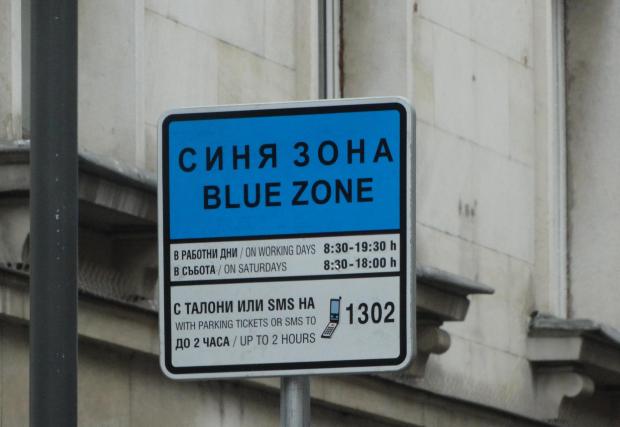 СИНЯ ЗОНА
BLUE ZONE
В РАБОТНИ ДНИ / ON WORKING DAYS 8:30-19:30 h
В СЪБОТА / ON SATURDAYS 8:30-18:00 h
С ТАЛОНИ ИЛИ SMS НА 1302
WITH PARKING TICKETS OR SMS TO
ДО 2 ЧАСА / UP TO 2 HOURS